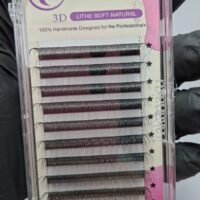 3D LITHE SOFT NATURAL
100% Handmade Designed for the Professionals